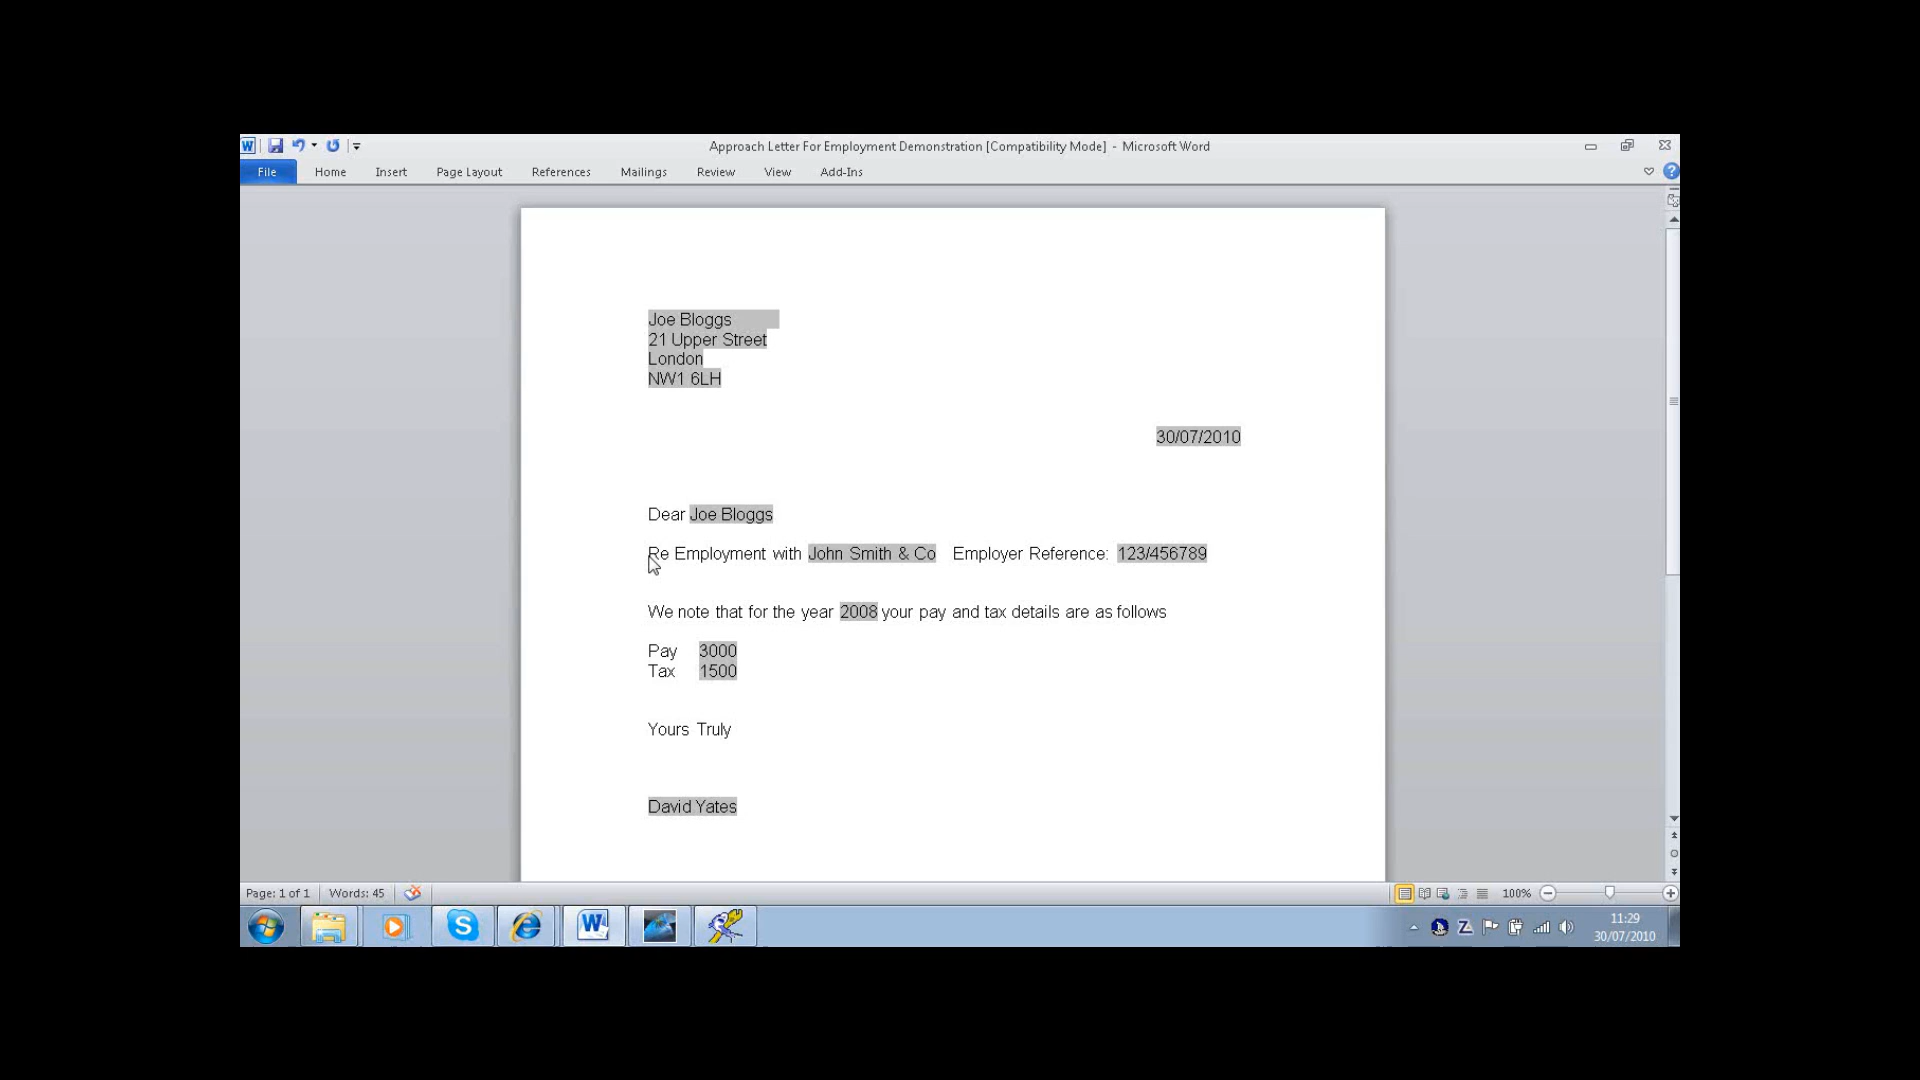 Approach Letter For Employment Demonstration [Compatibility Mode] - Microsoft Word
File Home Insert Page Layout References Mailings Review View Add-Ins
Joe Bloggs
21 Upper Street
London
NW1 6LH
30/07/2010
Dear Joe Bloggs
Re Employment with John Smith & Co Employer Reference: 123/456789
We note that for the year 2008 your pay and tax details are as follows
Pay 3000
Tax 1500
Yours Truly
David Yates
Page: 1 of 1 Words: 45 100%
11:29
30/07/2010